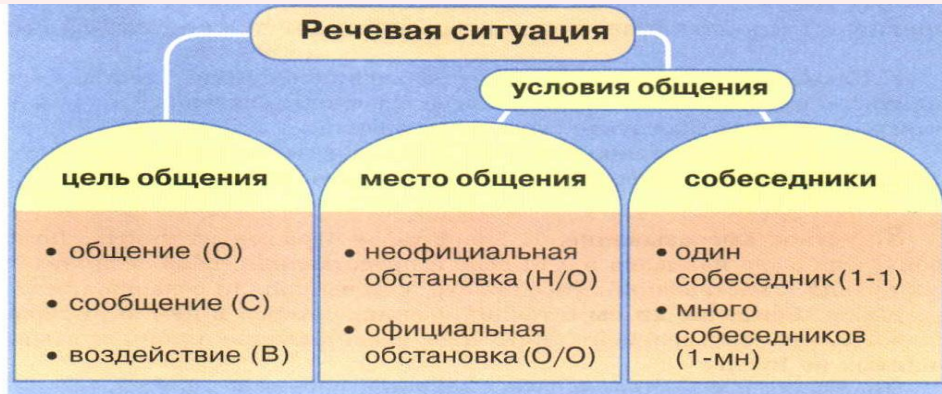 Речевая ситуация
условия общения
цель общения
• общение (О)
• сообщение (С)
• воздействие (В)
место общения
• неофициальная
обстановка (Н/О)
• официальная
обстановка (О/О)
собеседники
• один
собеседник (1-1)
• много
собеседников
(1-мн)